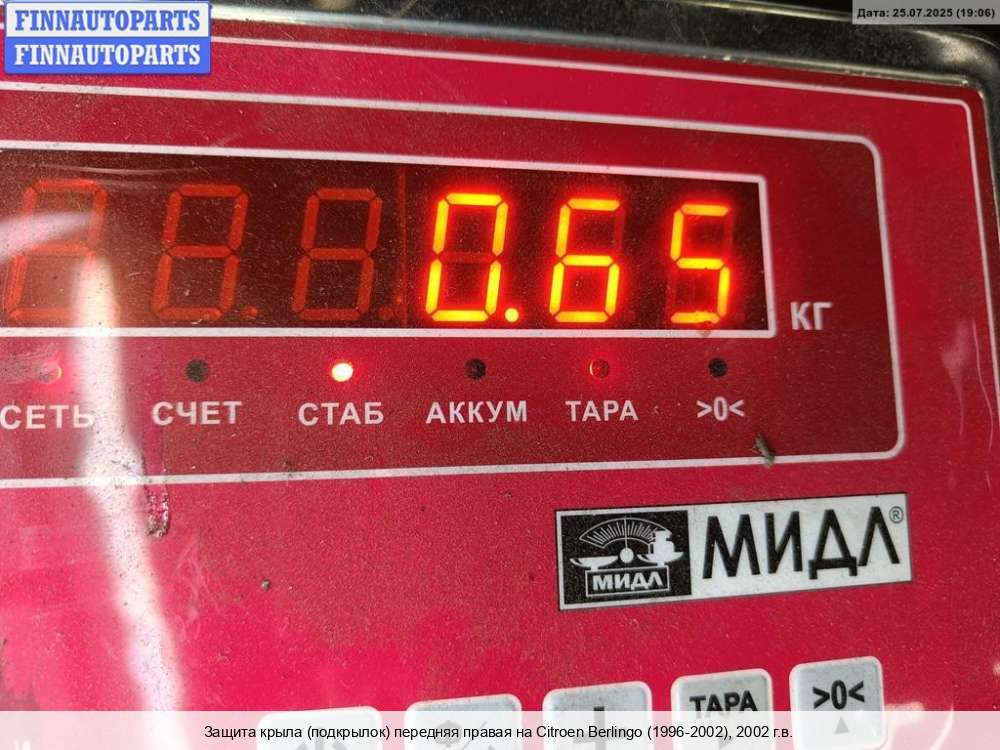 FINNAUTOPARTS
FINNAUTOPARTS
Дата: 25.07.2025 (19:06)
0.65
КГ
СЕТЬ СЧЕТ СТАБ АККУМ ТАРА >0<
МИДЛ МИДЛ®
ТАРА >0<
Защита крыла (подкрылок) передняя правая на Citroen Berlingo (1996-2002), 2002 г.в.